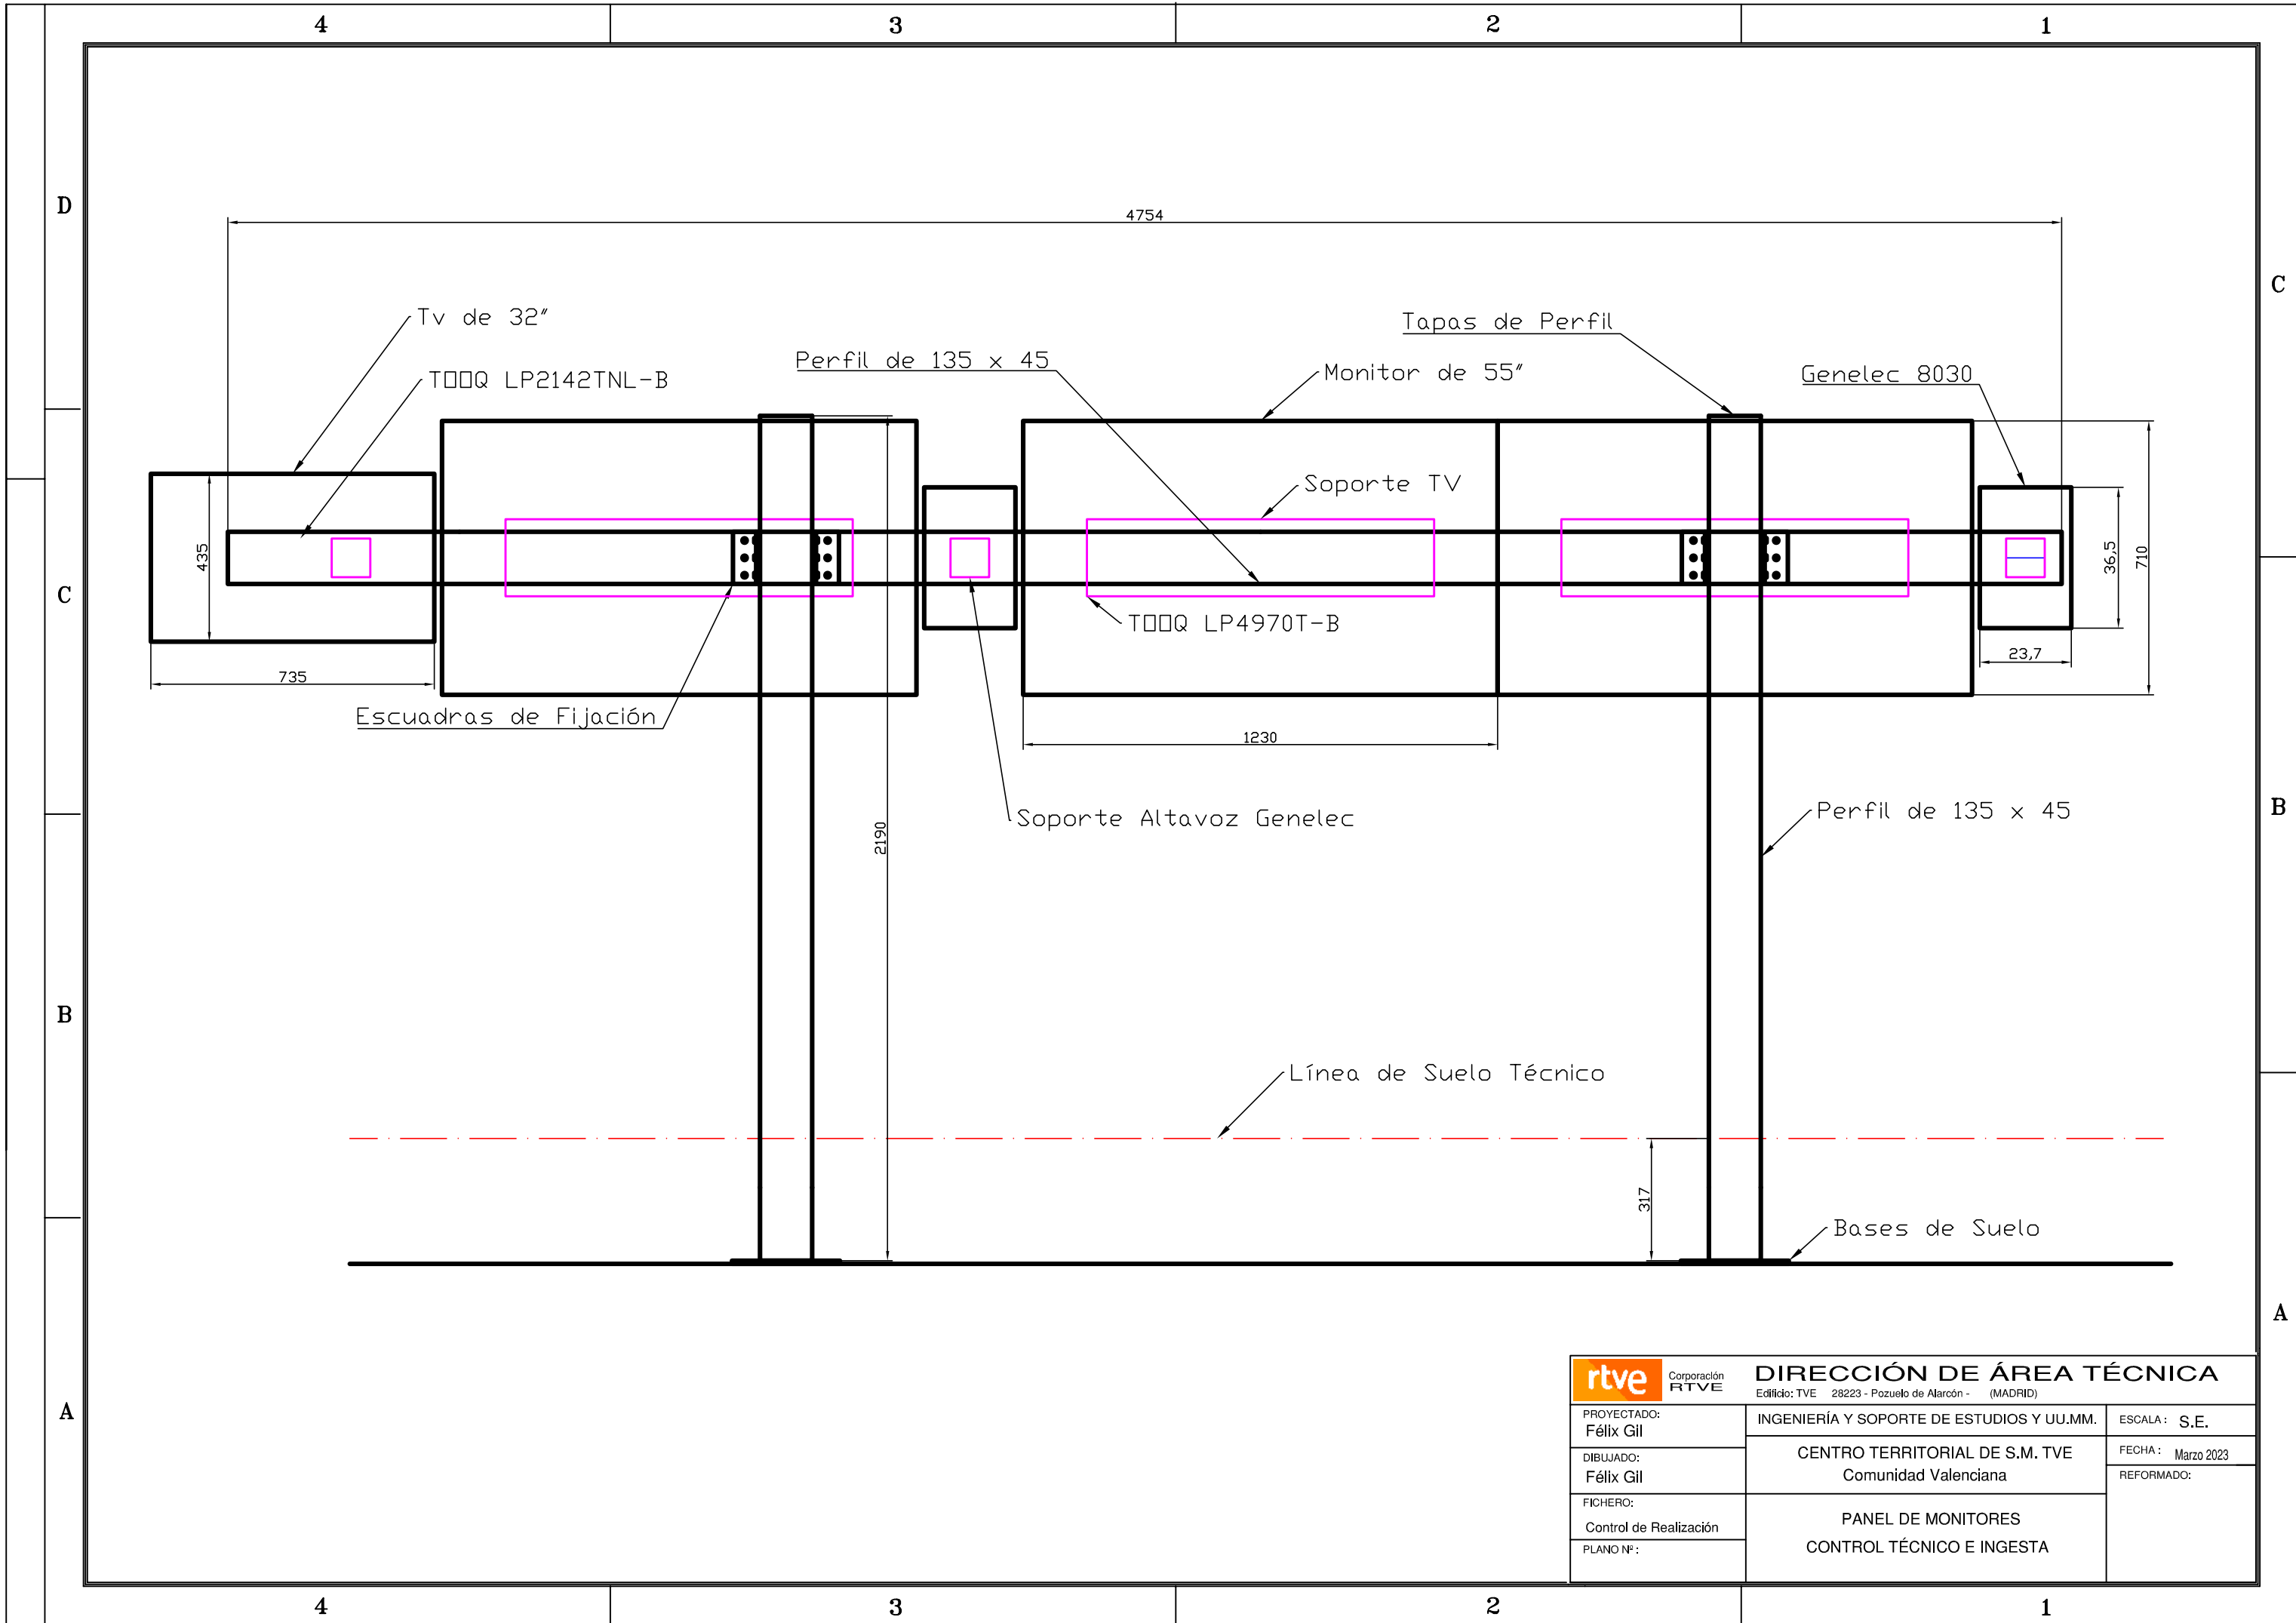 4 3 2 1
D
C
4754
Tv de 32"
Tapas de Perfil
Perfil de 135 x 45
Monitor de 55"
Genelec 8030
T□□Q LP2142TNL-B
Soporte TV
435
36,5
710
C
T□□Q LP4970T-B
23,7
735
Escuadras de Fijación
1230
2190
Soporte Altavoz Genelec
Perfil de 135 x 45
B
B
Línea de Suelo Técnico
317
Bases de Suelo
A
A
rtve
Corporación
RTVE
DIRECCIÓN DE ÁREA TÉCNICA
Edificio: TVE 28223 - Pozuelo de Alarcón - (MADRID)
PROYECTADO:
Félix Gil
INGENIERÍA Y SOPORTE DE ESTUDIOS Y UU.MM.
ESCALA: S.E.
DIBUJADO:
Félix Gil
CENTRO TERRITORIAL DE S.M. TVE
Comunidad Valenciana
FECHA: Marzo 2023
REFORMADO:
FICHERO:
Control de Realización
PANEL DE MONITORES
CONTROL TÉCNICO E INGESTA
PLANO Nº:
4 3 2 1